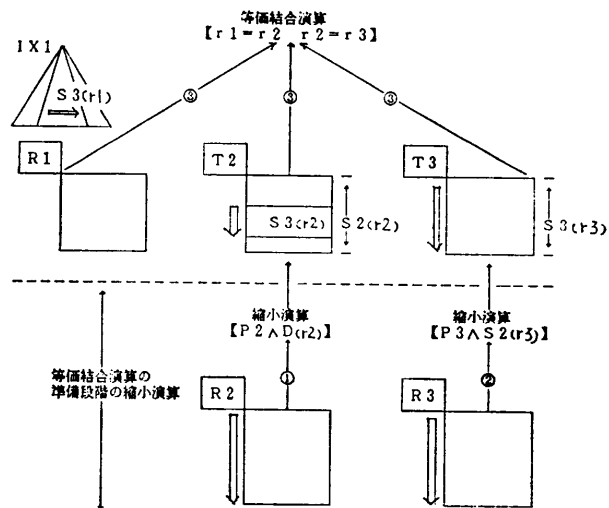 等価結合演算
【r1=r2 r2=r3】
IX1
S3(r1)
③
③
③
R1
T2
T3
S3(r2)
S2(r2)
S3(r3)
縮小演算
【P2∧D(r2)】
縮小演算
【P3∧S2(r3)】
等価結合演算の
準備段階の縮小演算
①
②
R2
R3